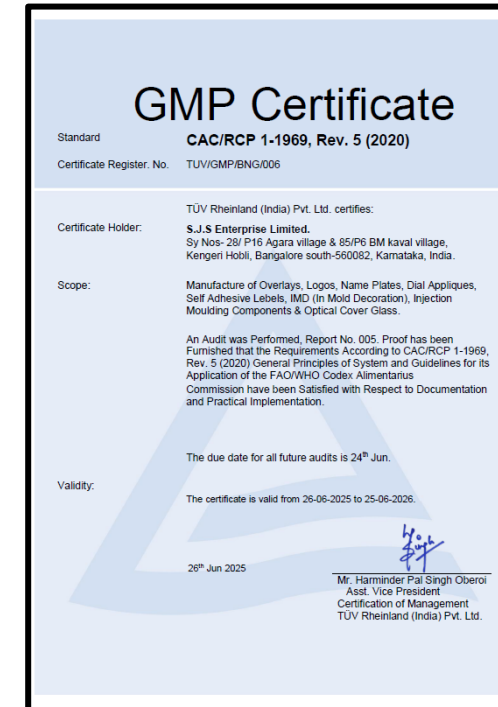 GMP Certificate
Standard CAC/RCP 1-1969, Rev. 5 (2020)
Certificate Register. No. TUV/GMP/BNG/006
TÜV Rheinland (India) Pvt. Ltd. certifies:
Certificate Holder: S.J.S Enterprise Limited.
Sy Nos- 28/ P16 Agara village & 85/P6 BM kaval village,
Kengeri Hobli, Bangalore south-560082, Karnataka, India.
Scope: Manufacture of Overlays, Logos, Name Plates, Dial Appliques,
Self Adhesive Lebels, IMD (In Mold Decoration), Injection
Moulding Components & Optical Cover Glass.
An Audit was Performed, Report No. 005. Proof has been
Furnished that the Requirements According to CAC/RCP 1-1969,
Rev. 5 (2020) General Principles of System and Guidelines for its
Application of the FAO/WHO Codex Alimentarius
Commission have been Satisfied with Respect to Documentation
and Practical Implementation.
The due date for all future audits is 24th Jun.
Validity:
The certificate is valid from 26-06-2025 to 25-06-2026.
26th Jun 2025
Mr. Harminder Pal Singh Oberoi
Asst. Vice President
Certification of Management
TÜV Rheinland (India) Pvt. Ltd.